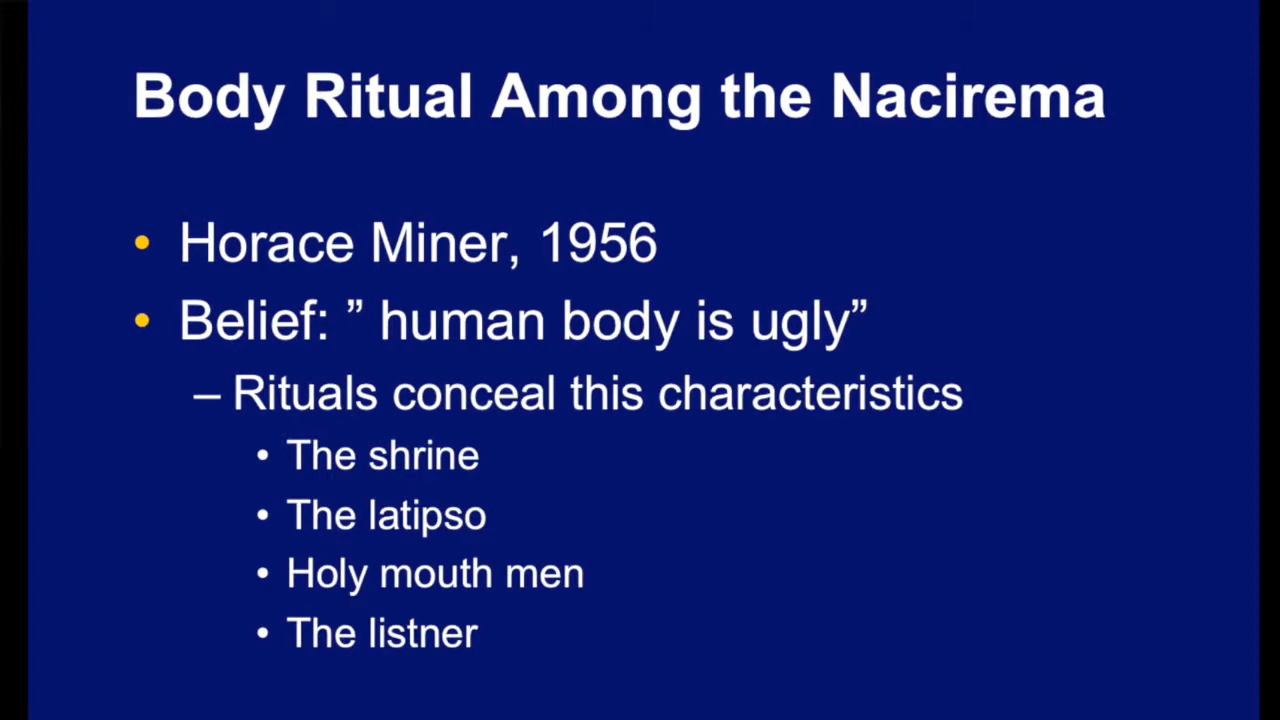 Body Ritual Among the Nacirema
• Horace Miner, 1956
• Belief: ” human body is ugly”
– Rituals conceal this characteristics
• The shrine
• The latipso
• Holy mouth men
• The listner